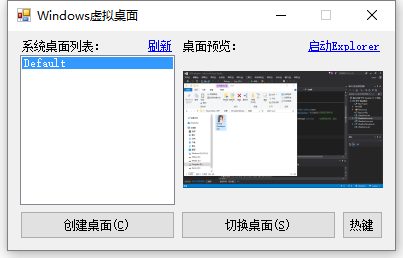 Windows虚拟桌面
系统桌面列表：
刷新
桌面预览：
启动Explorer
Default
创建桌面(C)
切换桌面(S)
热键